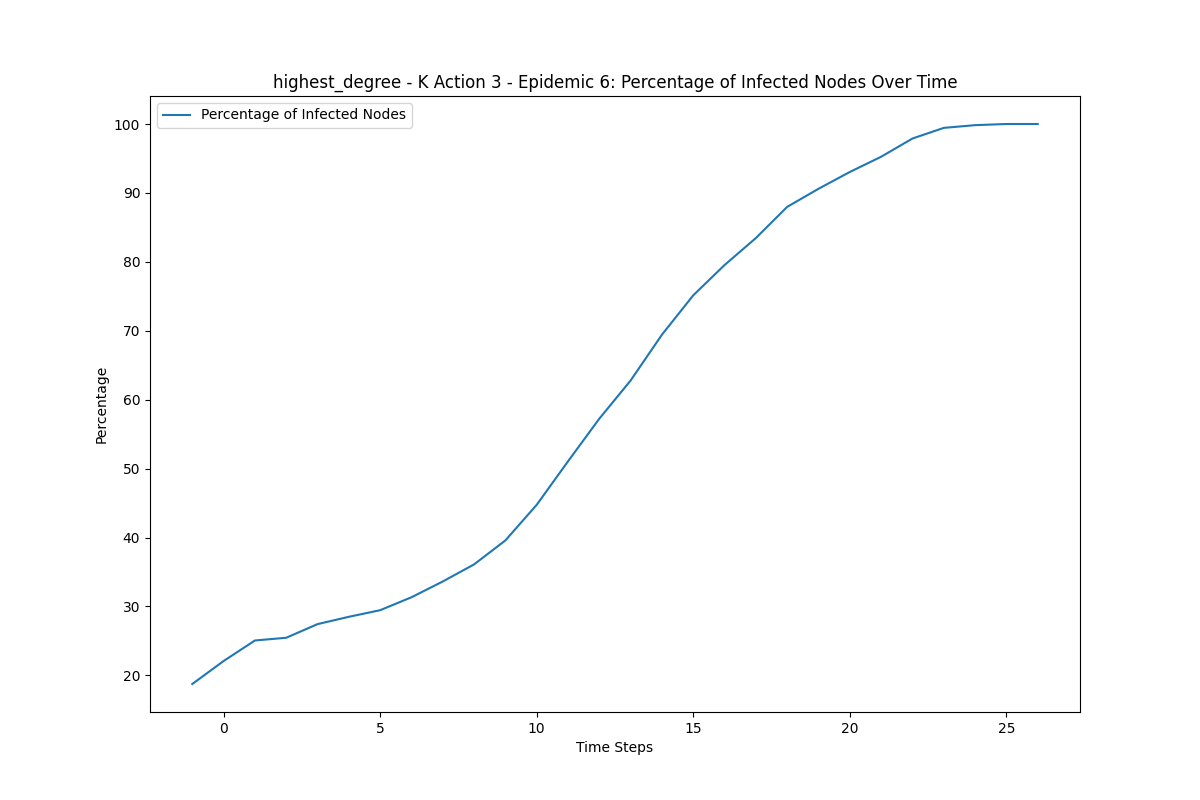 highest_degree - K Action 3 - Epidemic 6: Percentage of Infected Nodes Over Time
Percentage of Infected Nodes
100
90
80
70
60
50
40
30
20
Percentage
0 5 10 15 20 25
Time Steps